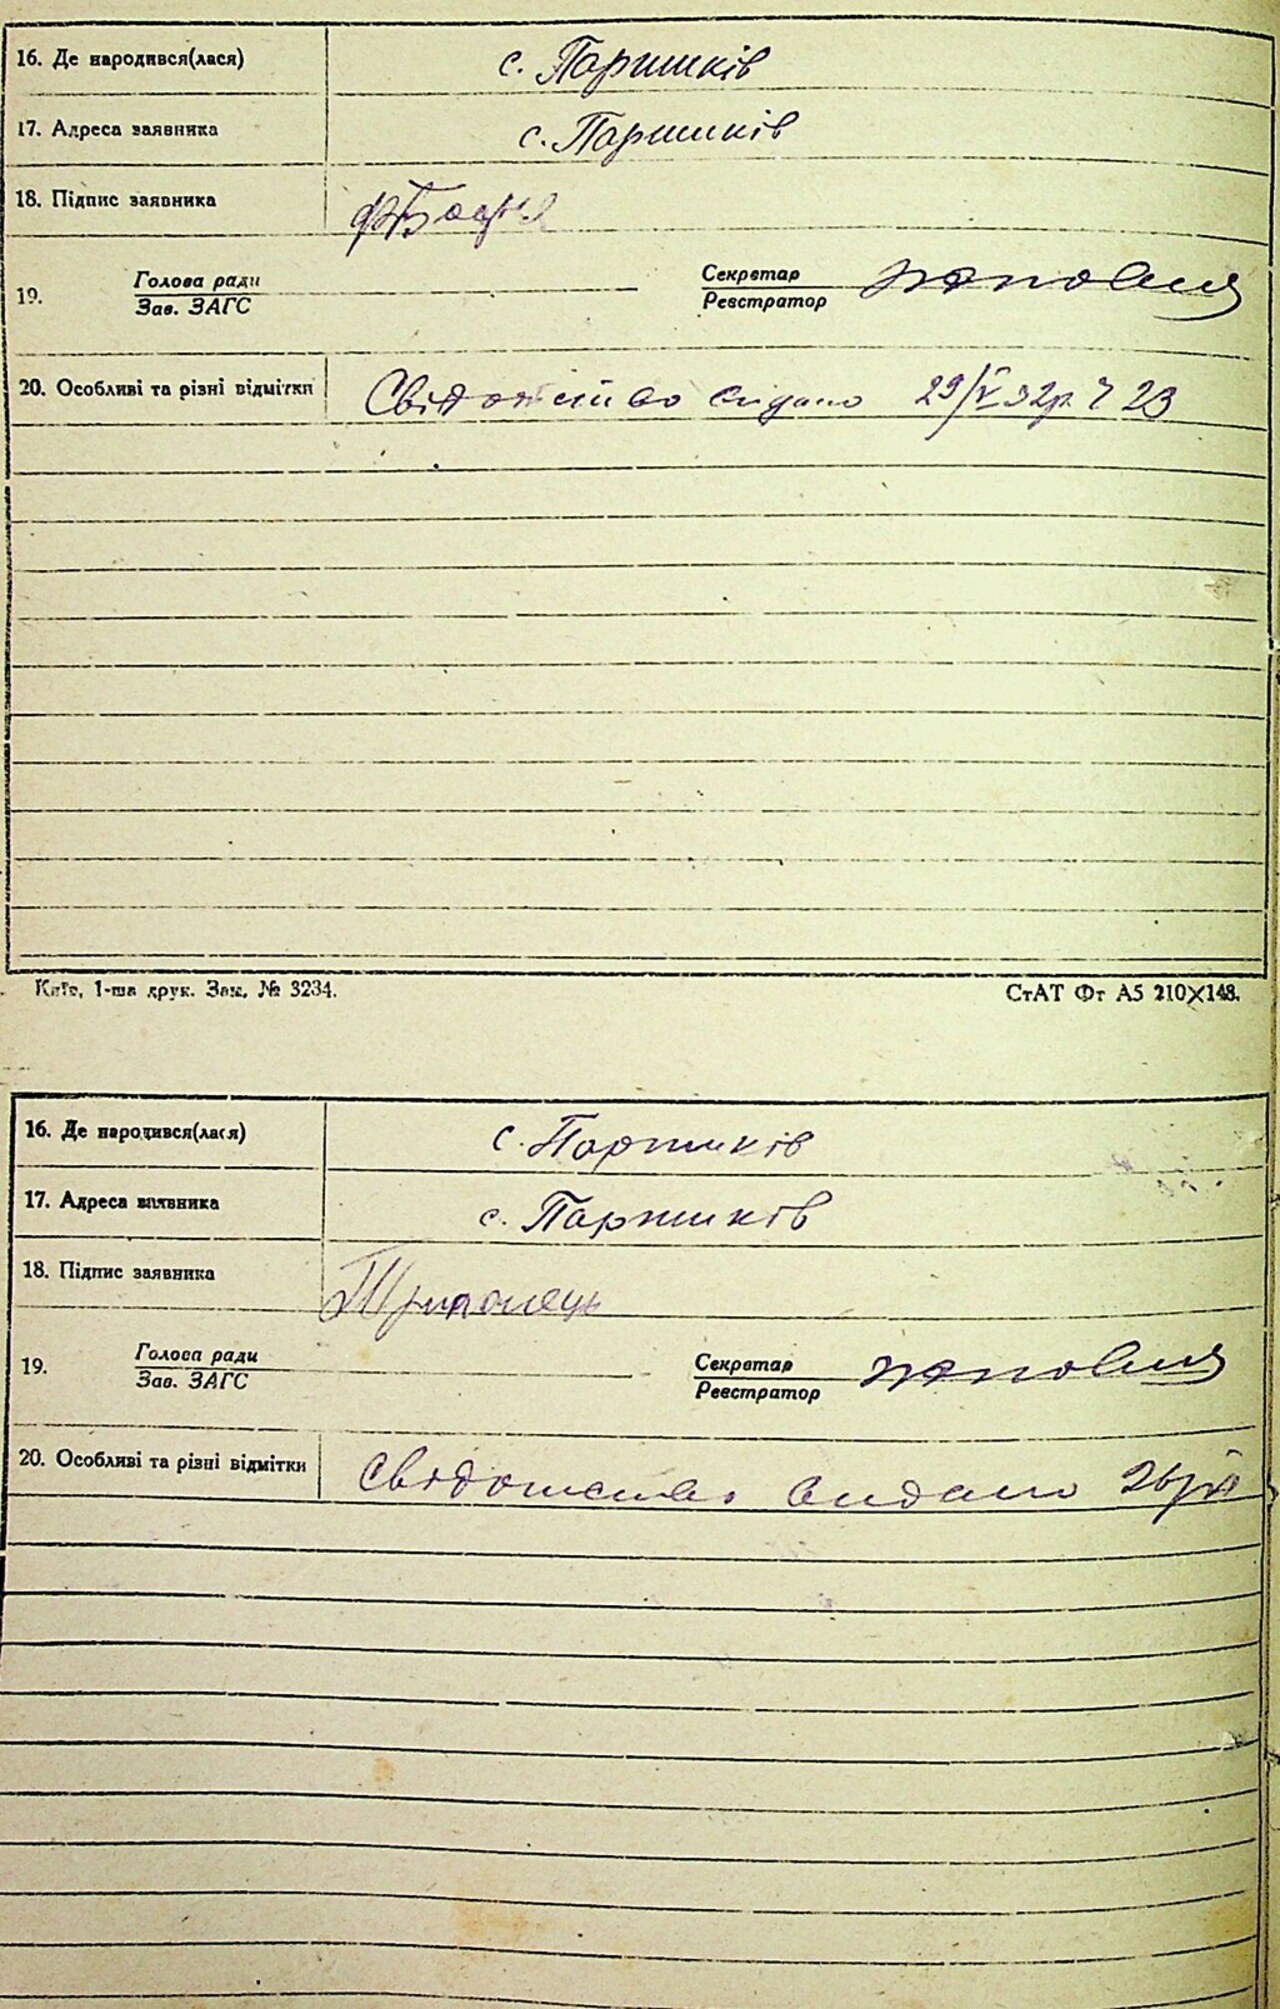 16. Де народився(лася) с. Паришків
17. Адреса заявника с. Паришків
18. Підпис заявника
19. Голова ради Секретар
Зав. ЗАГС Реєстратор
20. Особливі та різні відмітки Свідоцтво видано 29/V 32р. Ч 23
Київ, 1-ша друк. Зак. № 3234. СтАТ Фт А5 210×148.
16. Де народився(лася) с. Паришків
17. Адреса заявника с. Паришків
18. Підпис заявника
19. Голова ради Секретар
Зав. ЗАГС Реєстратор
20. Особливі та різні відмітки видано